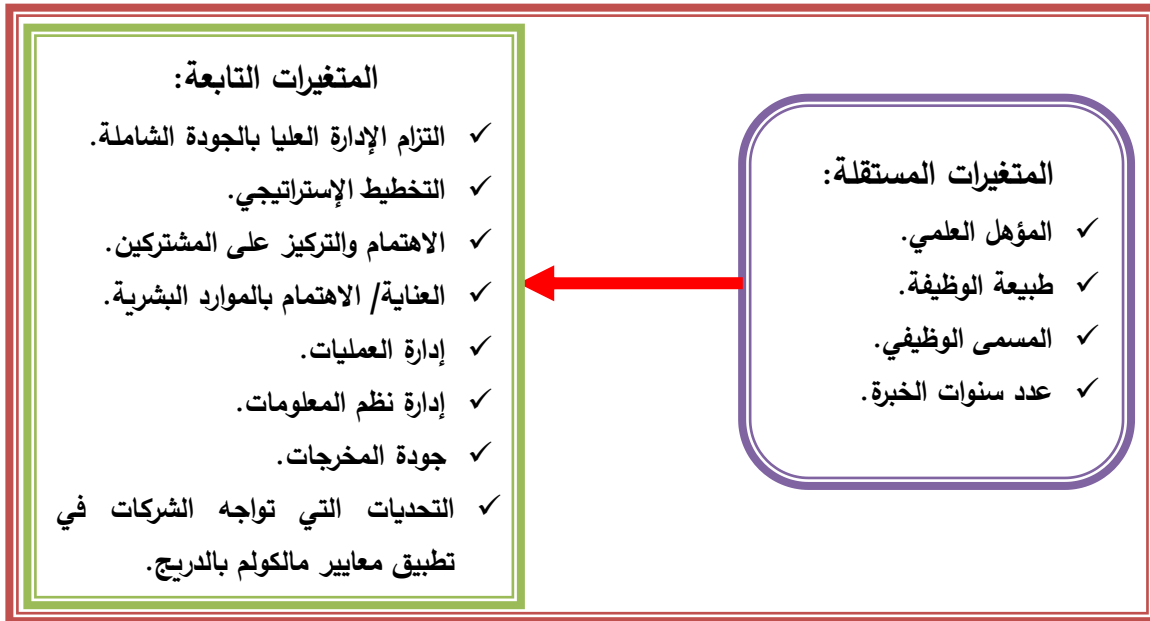 المتغيرات المستقلة:
✓ المؤهل العلمي.
✓ طبيعة الوظيفة.
✓ المسمى الوظيفي.
✓ عدد سنوات الخبرة.
المتغيرات التابعة:
✓ التزام الإدارة العليا بالجودة الشاملة.
✓ التخطيط الإستراتيجي.
✓ الاهتمام والتركيز على المشتركين.
✓ العناية/ الاهتمام بالموارد البشرية.
✓ إدارة العمليات.
✓ إدارة نظم المعلومات.
✓ جودة المخرجات.
✓ التحديات التي تواجه الشركات في
تطبيق معايير مالكولم بالدريج.